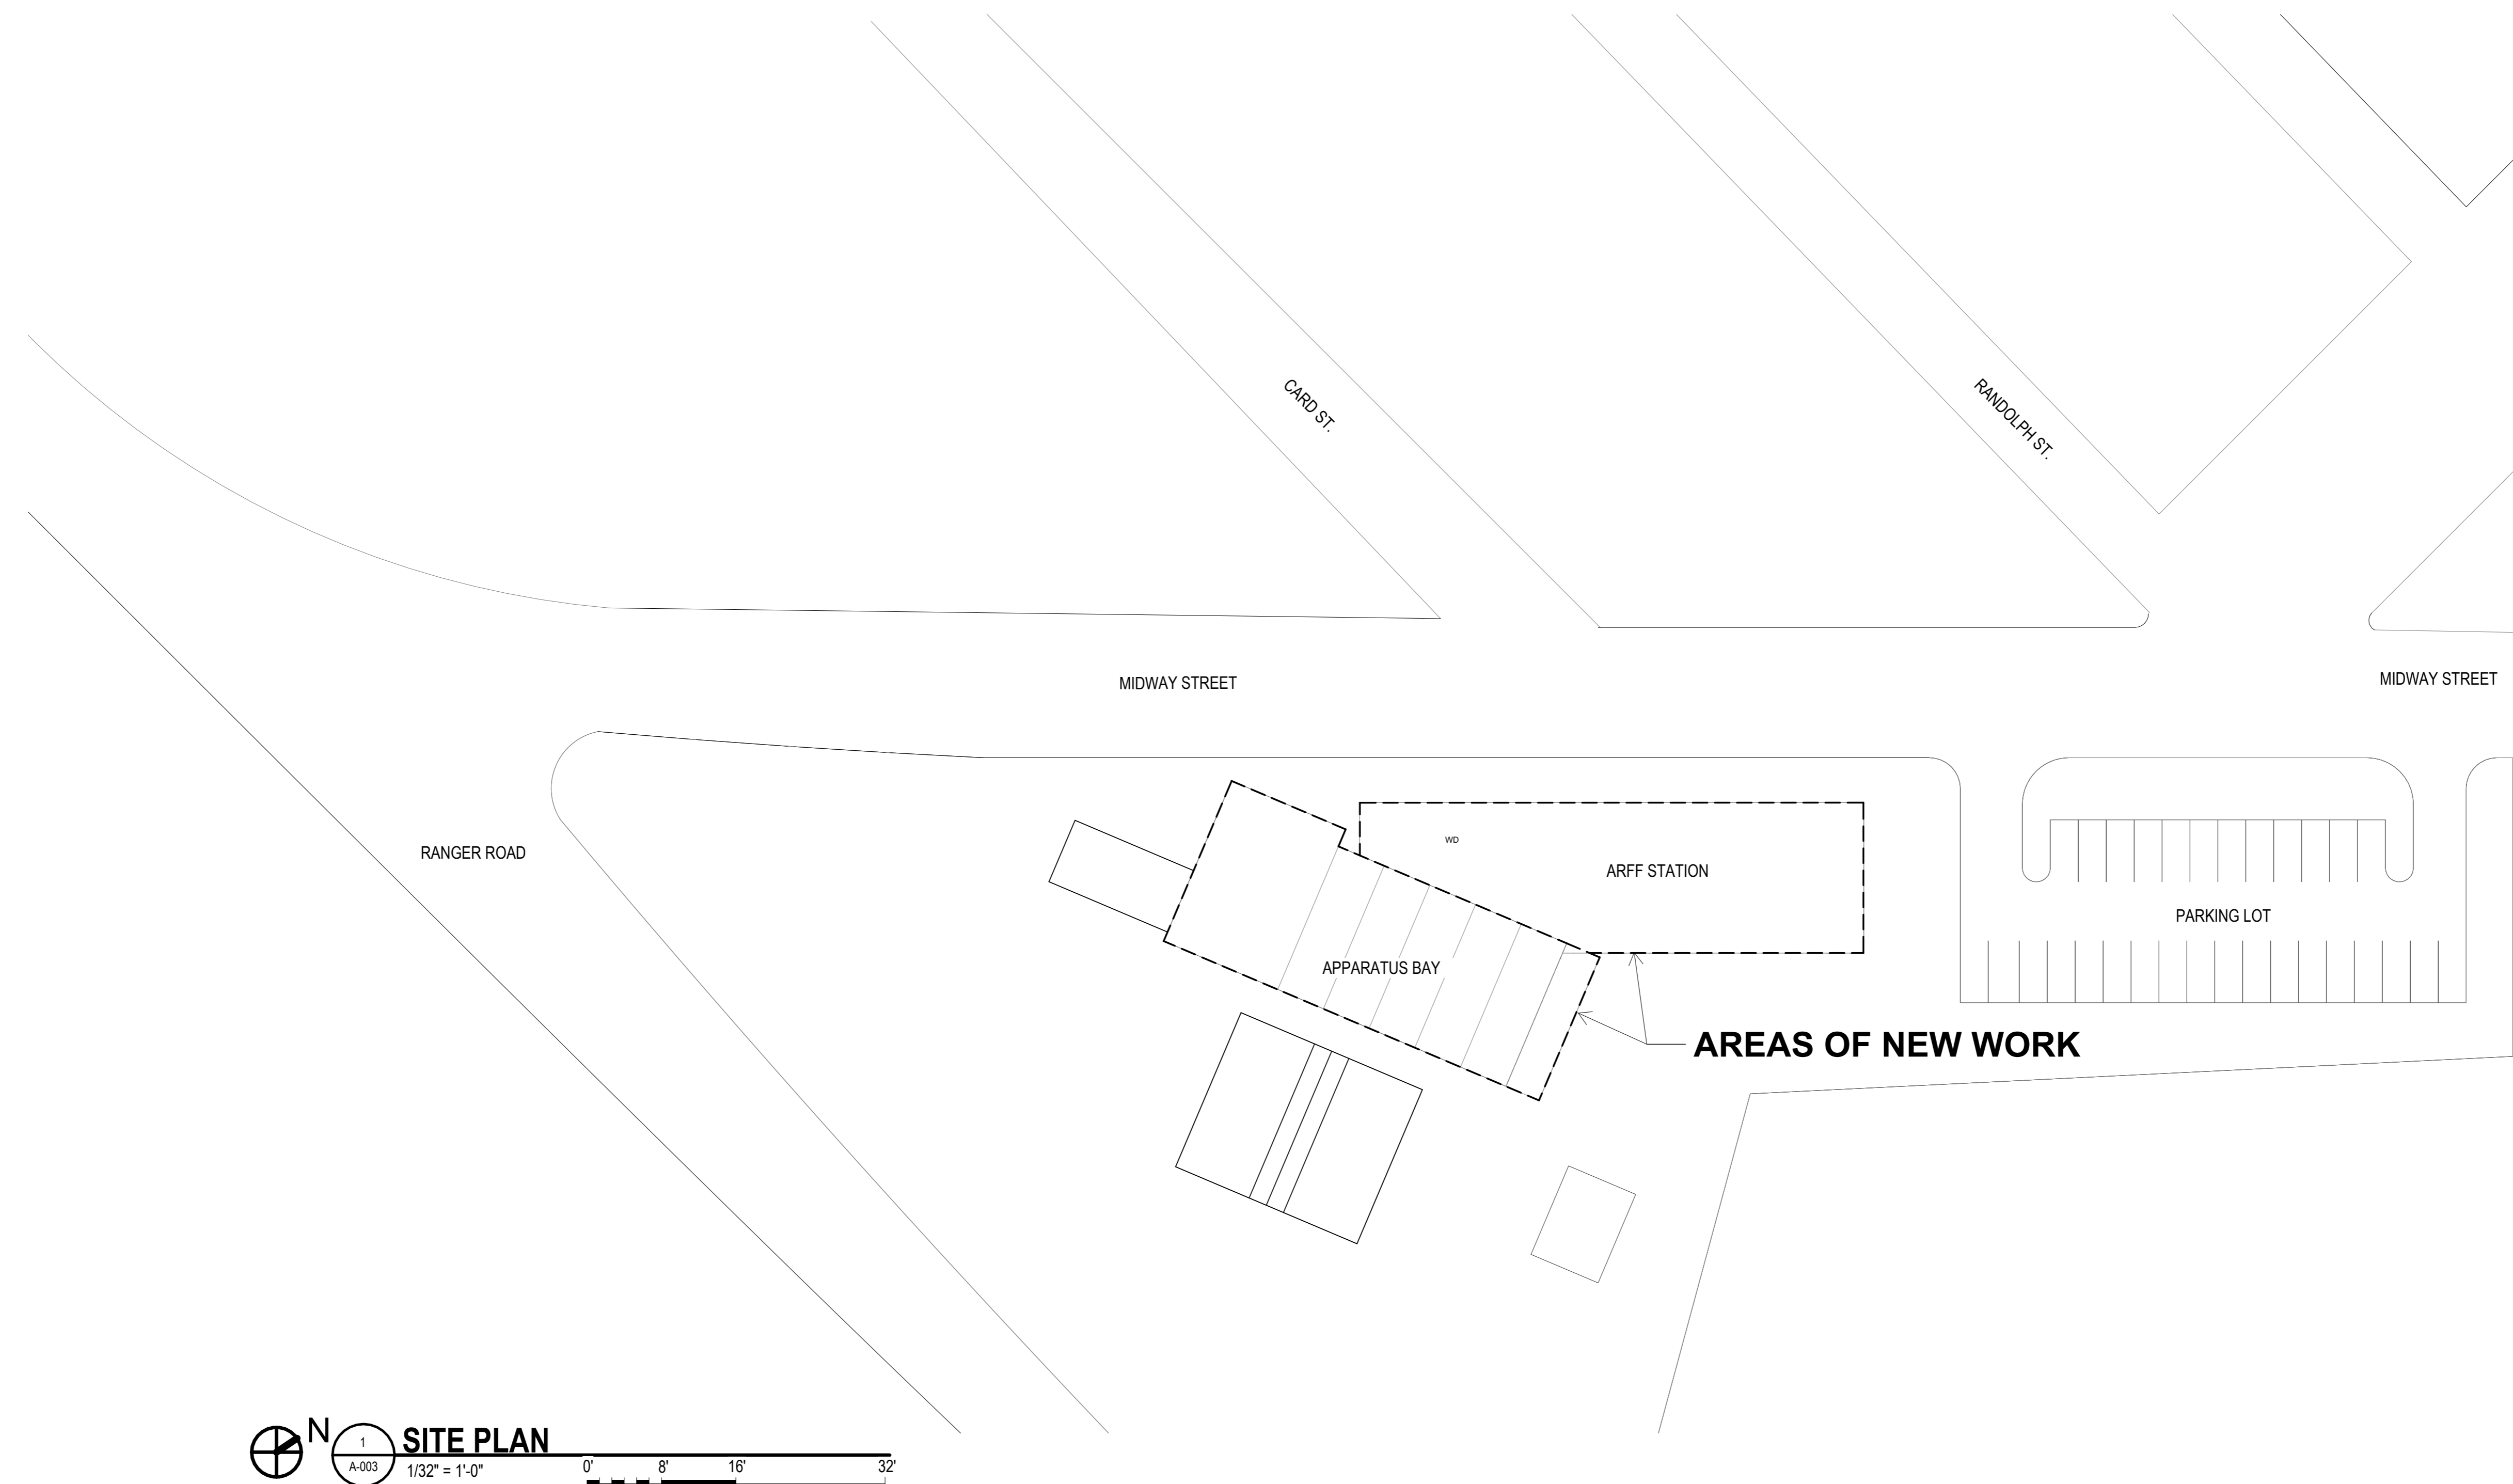 CARD ST.
RANDOLPH ST.
MIDWAY STREET
MIDWAY STREET
WD
RANGER ROAD
ARFF STATION
PARKING LOT
APPARATUS BAY
AREAS OF NEW WORK
N
1
A-003
SITE PLAN
1/32" = 1'-0"
0' 8' 16' 32'